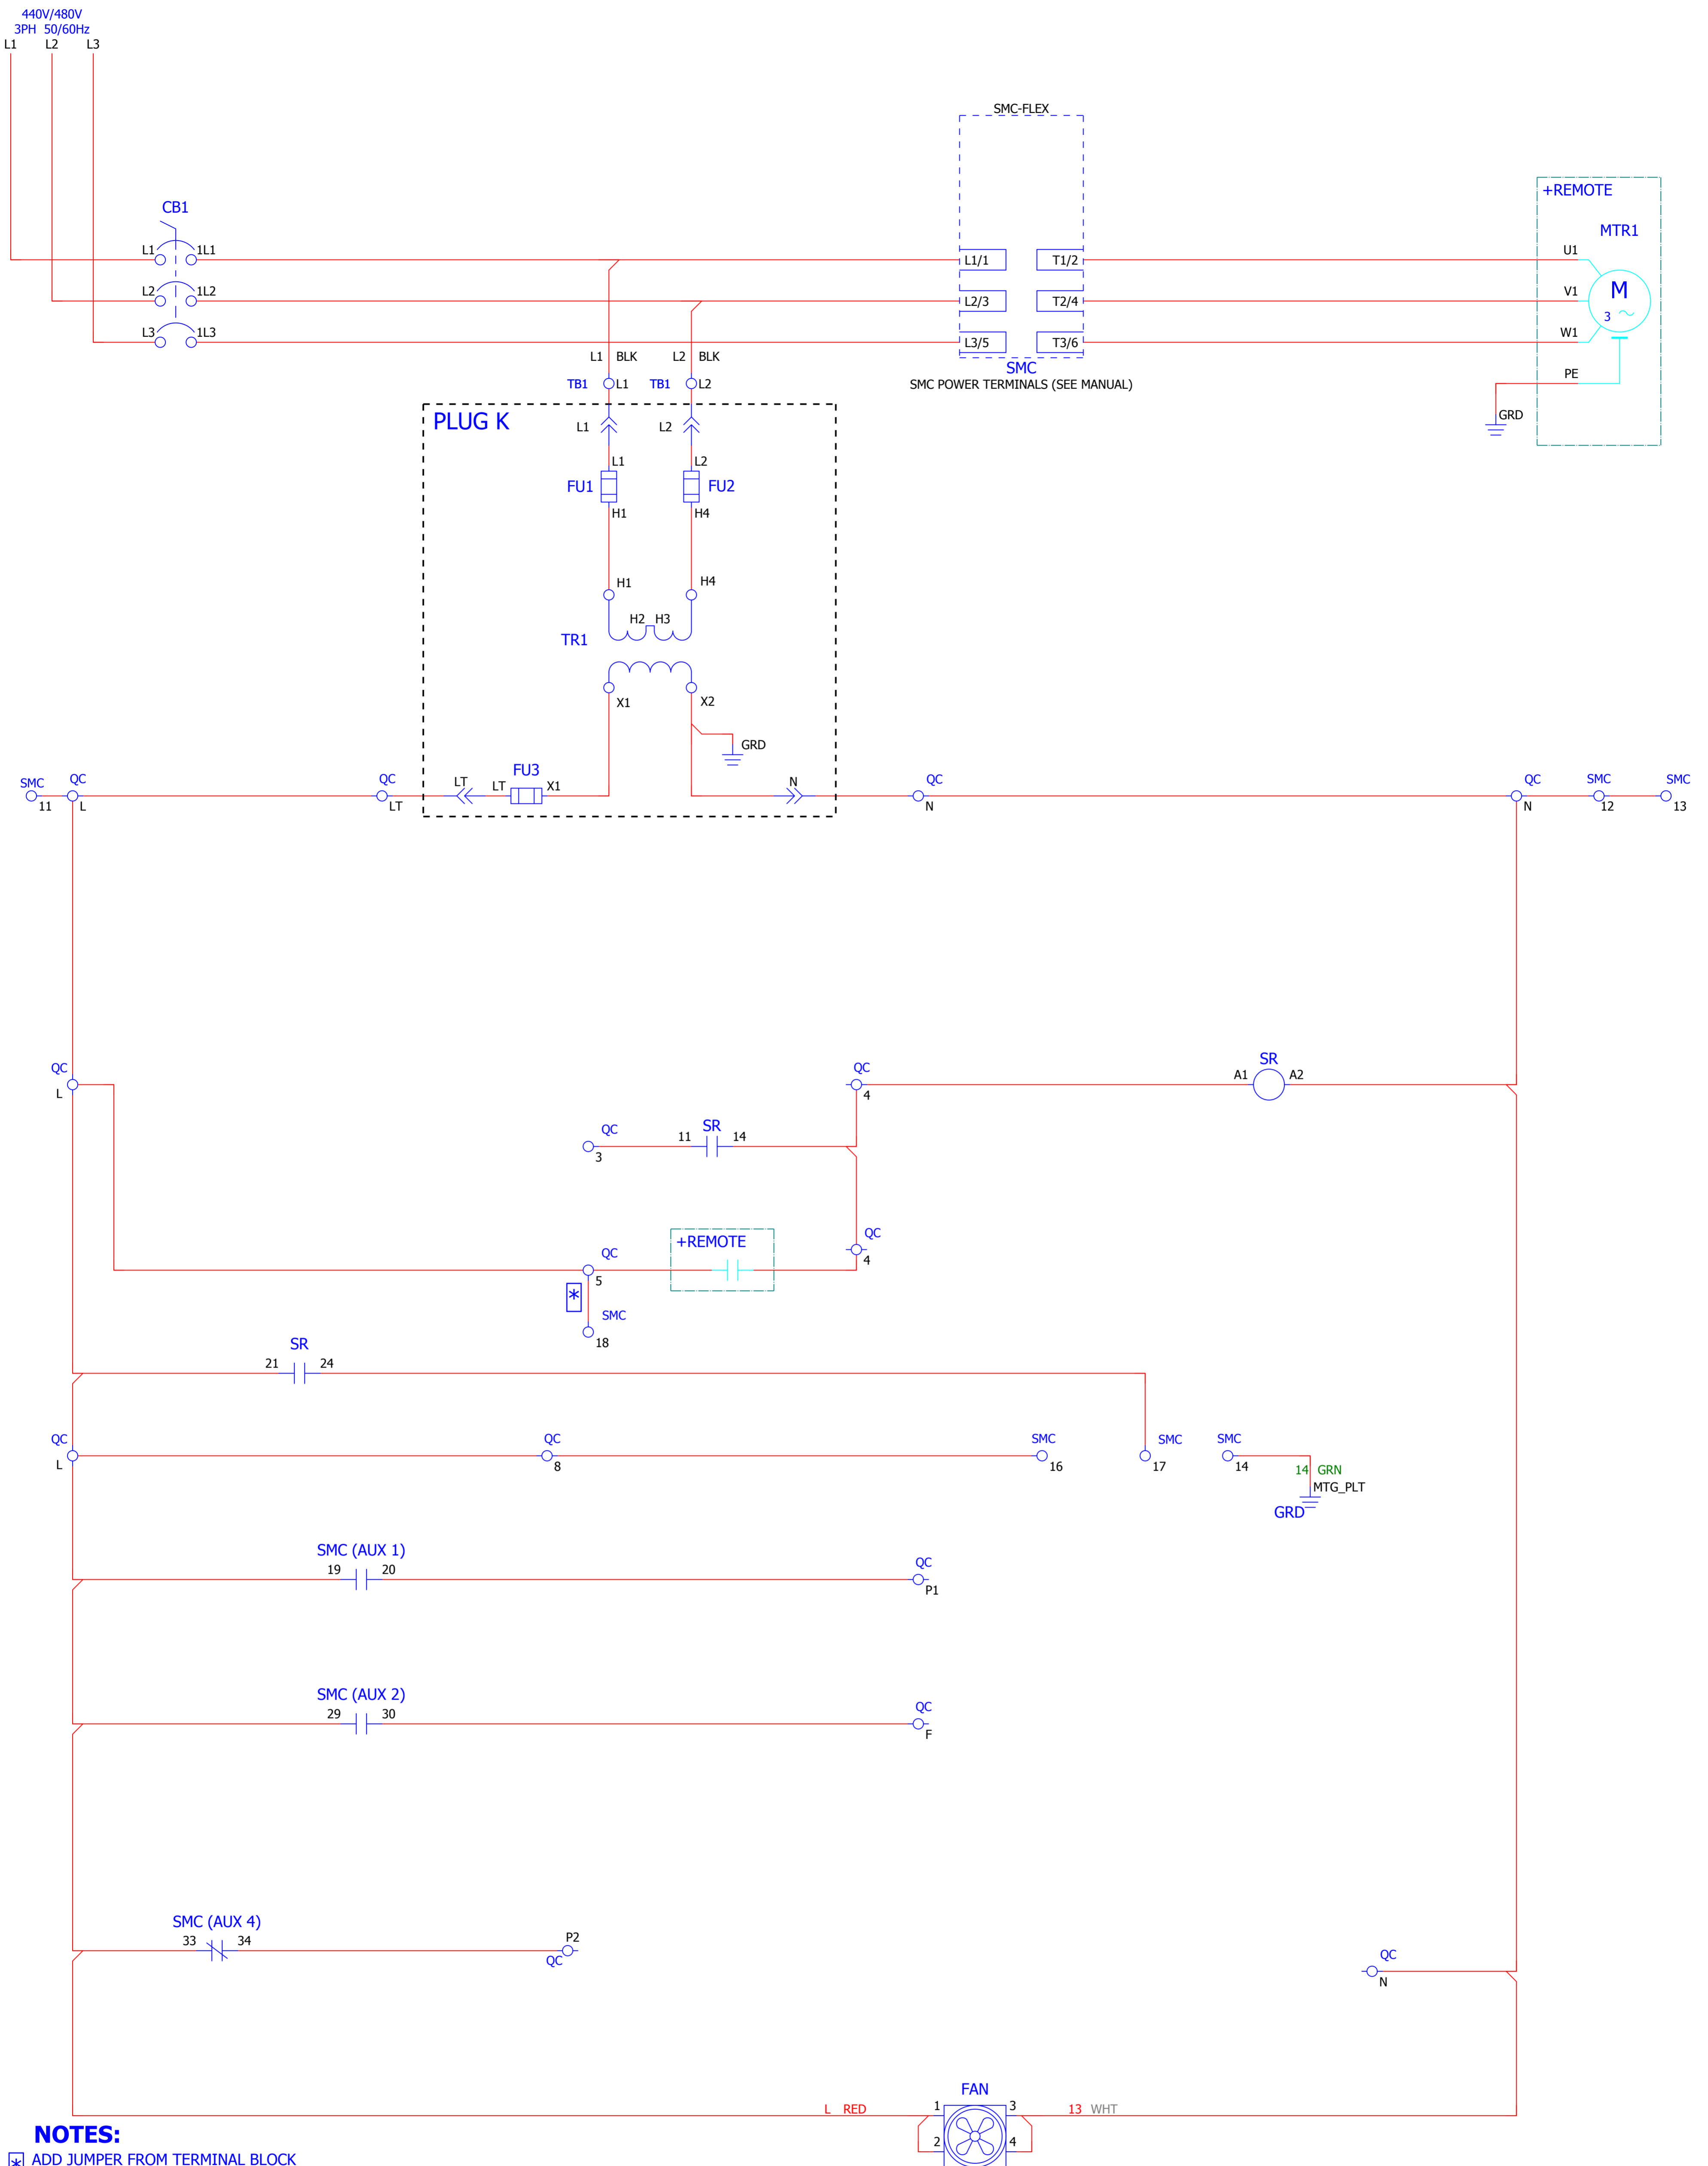 440V/480V
3PH 50/60Hz
L1 L2 L3
SMC-FLEX
+REMOTE
CB1
MTR1
L1 1L1
L1/1 T1/2
U1
L2 1L2
L2/3 T2/4
V1
M
3
L3 1L3
L3/5 T3/6
W1
L1 BLK L2 BLK
SMC
SMC POWER TERMINALS (SEE MANUAL)
PE
TB1 L1 TB1 L2
GRD
PLUG K
L1 L2
L1 L2
FU1 FU2
H1 H4
H1 H4
H2 H3
TR1
X1 X2
GRD
SMC QC QC LT LT FU3 X1 N QC QC SMC SMC
11 L LT N N 12 13
QC QC SR
L 4 A1 A2
QC SR
3 11 14
+REMOTE
QC QC
5 4
*
SMC
18
SR
21 24
QC QC SMC SMC SMC
L 8 16 17 14
14 GRN
MTG_PLT
GRD
SMC (AUX 1)
19 20
QC
P1
SMC (AUX 2)
29 30
QC
F
SMC (AUX 4)
33 34
P2
QC
QC
N
FAN
L RED 1 3 13 WHT
2 4
NOTES:
* ADD JUMPER FROM TERMINAL BLOCK